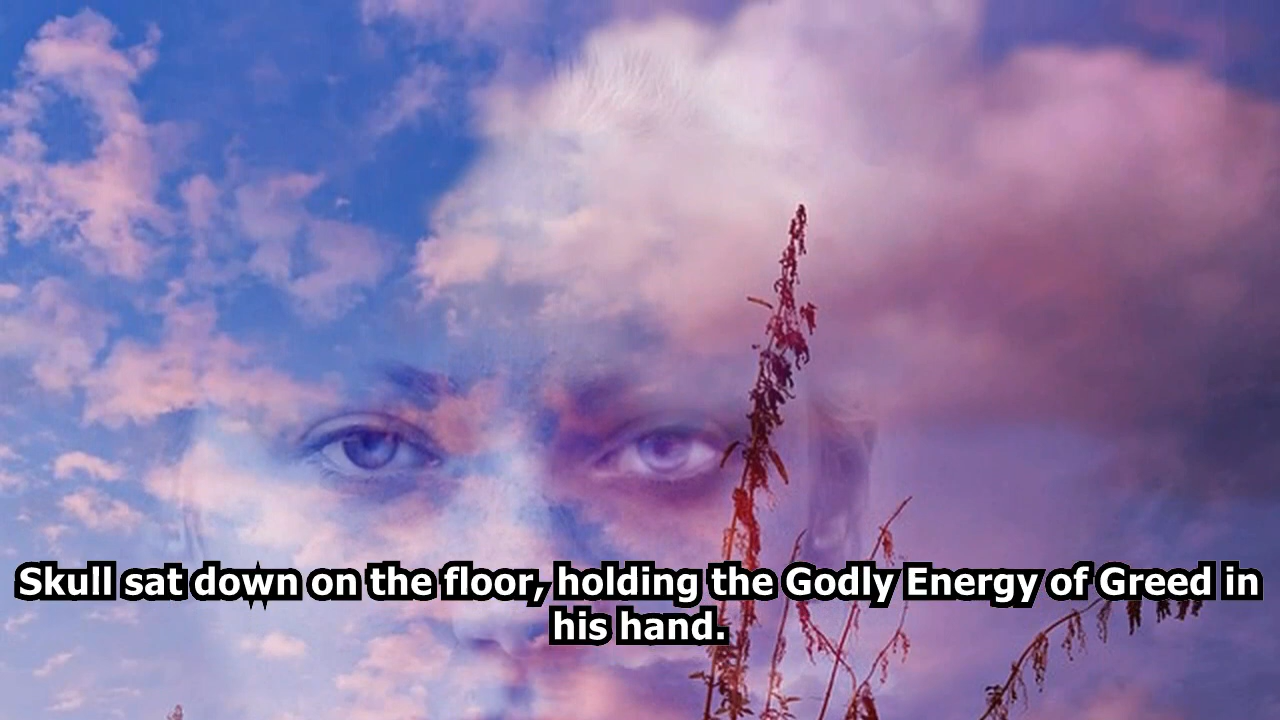 Skull sat down on the floor, holding the Godly Energy of Greed in
his hand.